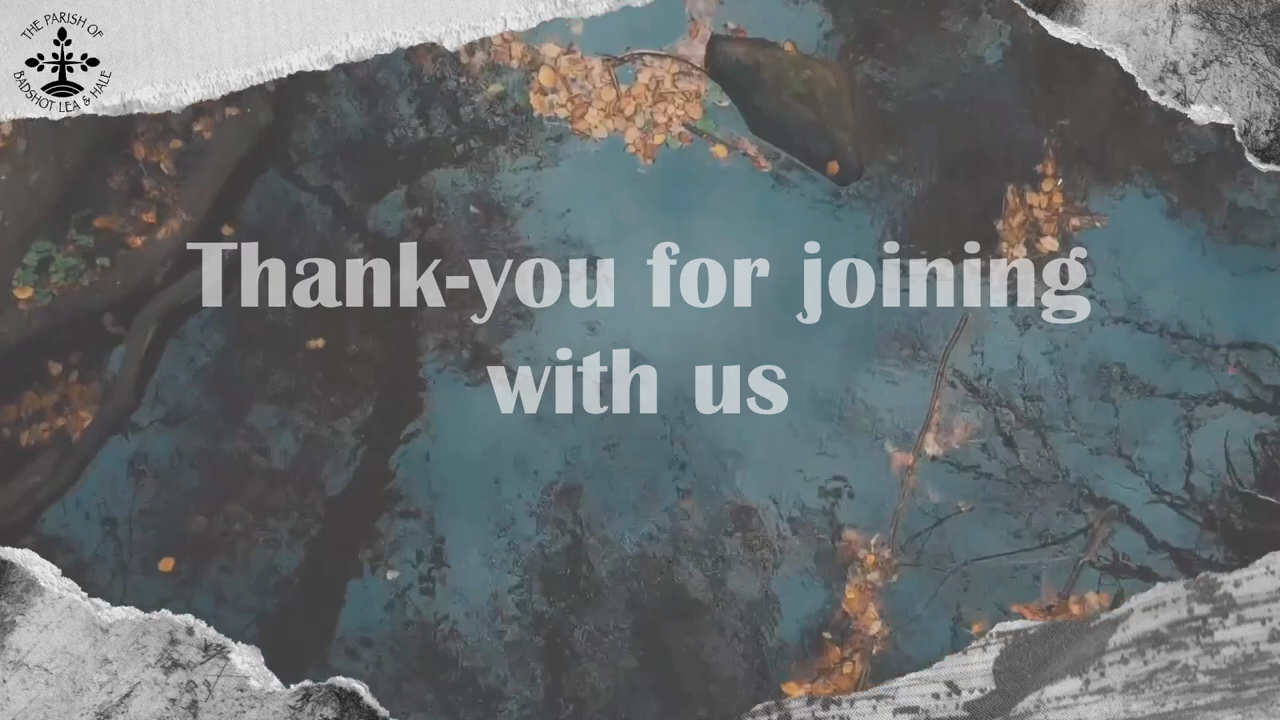 THE PARISH OF
BADSHOT LEA & HALE
Thank-you for joining
with us